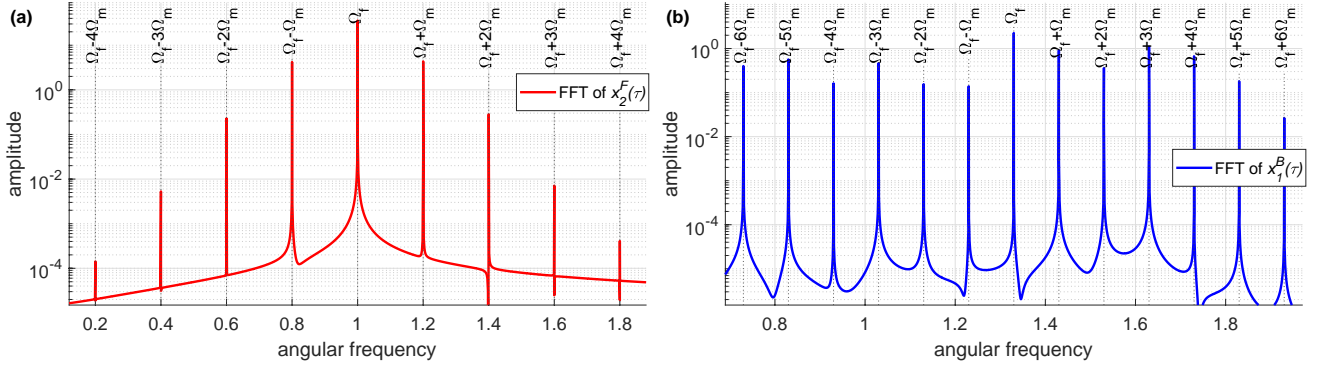 (a)
Ω_f-4Ω_m
Ω_f-3Ω_m
Ω_f-2Ω_m
Ω_f-Ω_m
Ω_f
Ω_f+Ω_m
Ω_f+2Ω_m
Ω_f+3Ω_m
Ω_f+4Ω_m
FFT of x_2^F(τ)
10^0
10^-2
10^-4
amplitude
0.2 0.4 0.6 0.8 1 1.2 1.4 1.6 1.8
angular frequency
(b)
Ω_f-6Ω_m
Ω_f-5Ω_m
Ω_f-4Ω_m
Ω_f-3Ω_m
Ω_f-2Ω_m
Ω_f-Ω_m
Ω_f
Ω_f+Ω_m
Ω_f+2Ω_m
Ω_f+3Ω_m
Ω_f+4Ω_m
Ω_f+5Ω_m
Ω_f+6Ω_m
FFT of x_1^B(τ)
10^0
10^-2
10^-4
amplitude
0.8 1 1.2 1.4 1.6 1.8
angular frequency